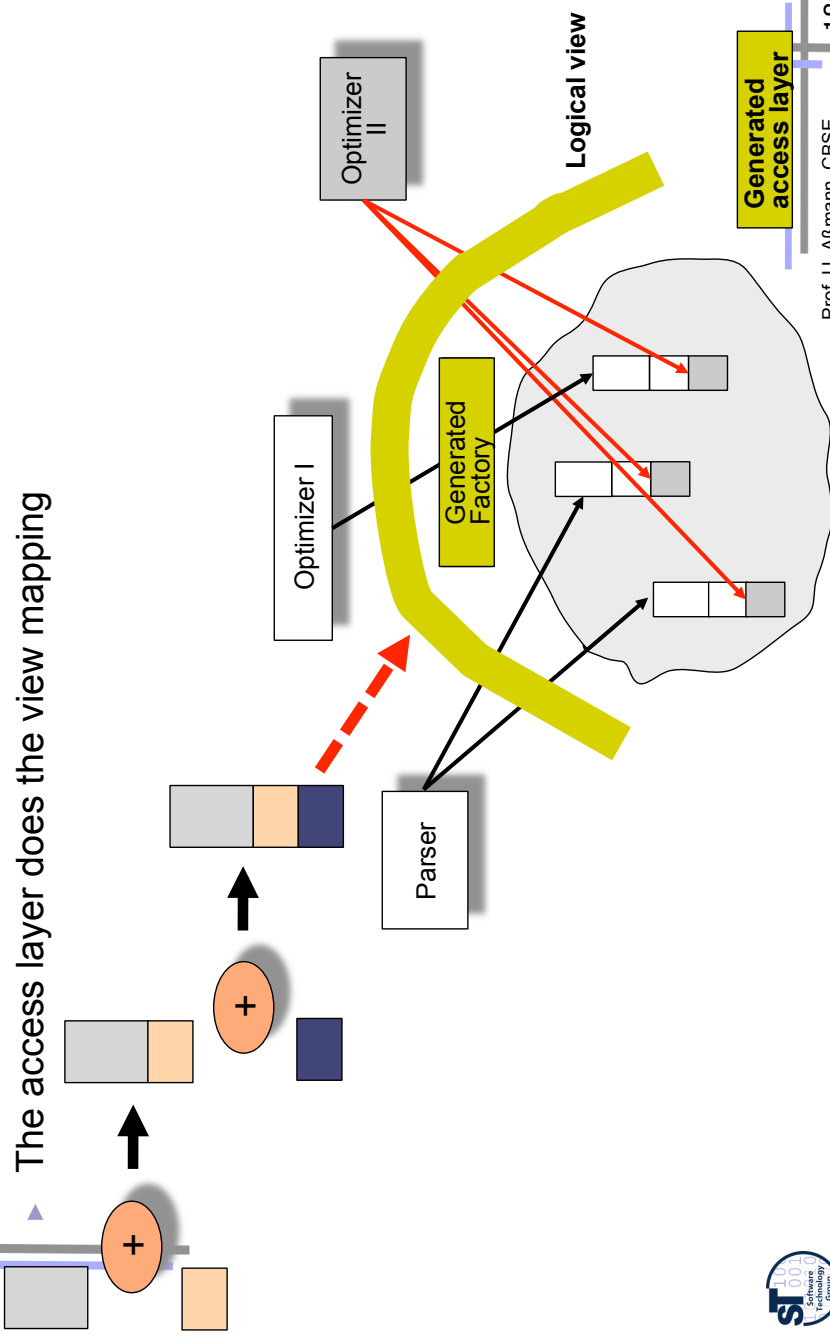 The access layer does the view mapping
+
+
Parser
Optimizer I
Optimizer
II
Generated
Factory
Logical view
Generated
access layer
Software
Technology
Group